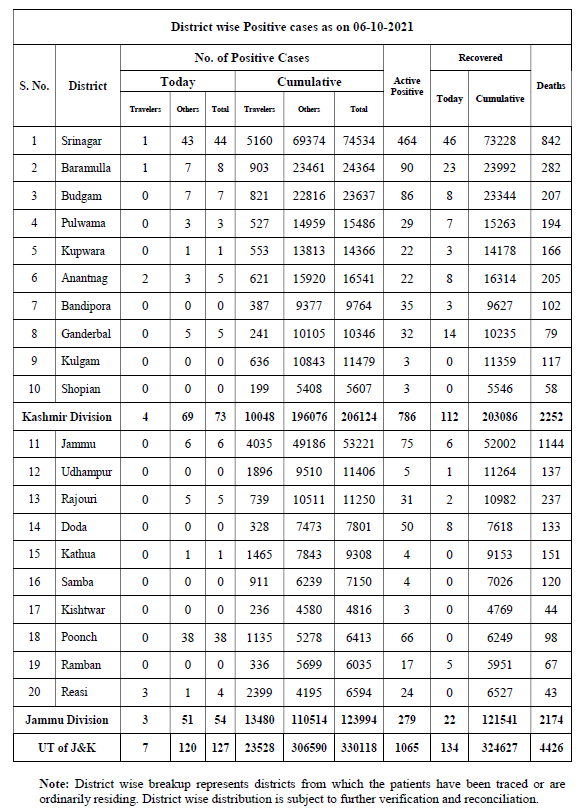 District wise Positive cases as on 06-10-2021
S. No. District No. of Positive Cases Active Positive Recovered Deaths
Today Cumulative Today Cumulative
Travelers Others Total Travelers Others Total
1 Srinagar 1 43 44 5160 69374 74534 464 46 73228 842
2 Baramulla 1 7 8 903 23461 24364 90 23 23992 282
3 Budgam 0 7 7 821 22816 23637 86 8 23344 207
4 Pulwama 0 3 3 527 14959 15486 29 7 15263 194
5 Kupwara 0 1 1 553 13813 14366 22 3 14178 166
6 Anantnag 2 3 5 621 15920 16541 22 8 16314 205
7 Bandipora 0 0 0 387 9377 9764 35 3 9627 102
8 Ganderbal 0 5 5 241 10105 10346 32 14 10235 79
9 Kulgam 0 0 0 636 10843 11479 3 0 11359 117
10 Shopian 0 0 0 199 5408 5607 3 0 5546 58
Kashmir Division 4 69 73 10048 196076 206124 786 112 203086 2252
11 Jammu 0 6 6 4035 49186 53221 75 6 52002 1144
12 Udhampur 0 0 0 1896 9510 11406 5 1 11264 137
13 Rajouri 0 5 5 739 10511 11250 31 2 10982 237
14 Doda 0 0 0 328 7473 7801 50 8 7618 133
15 Kathua 0 1 1 1465 7843 9308 4 0 9153 151
16 Samba 0 0 0 911 6239 7150 4 0 7026 120
17 Kishtwar 0 0 0 236 4580 4816 3 0 4769 44
18 Poonch 0 38 38 1135 5278 6413 66 0 6249 98
19 Ramban 0 0 0 336 5699 6035 17 5 5951 67
20 Reasi 3 1 4 2399 4195 6594 24 0 6527 43
Jammu Division 3 51 54 13480 110514 123994 279 22 121541 2174
UT of J&K 7 120 127 23528 306590 330118 1065 134 324627 4426
Note: District wise breakup represents districts from which the patients have been traced or are
ordinarily residing. District wise distribution is subject to further verification and reconciliation.